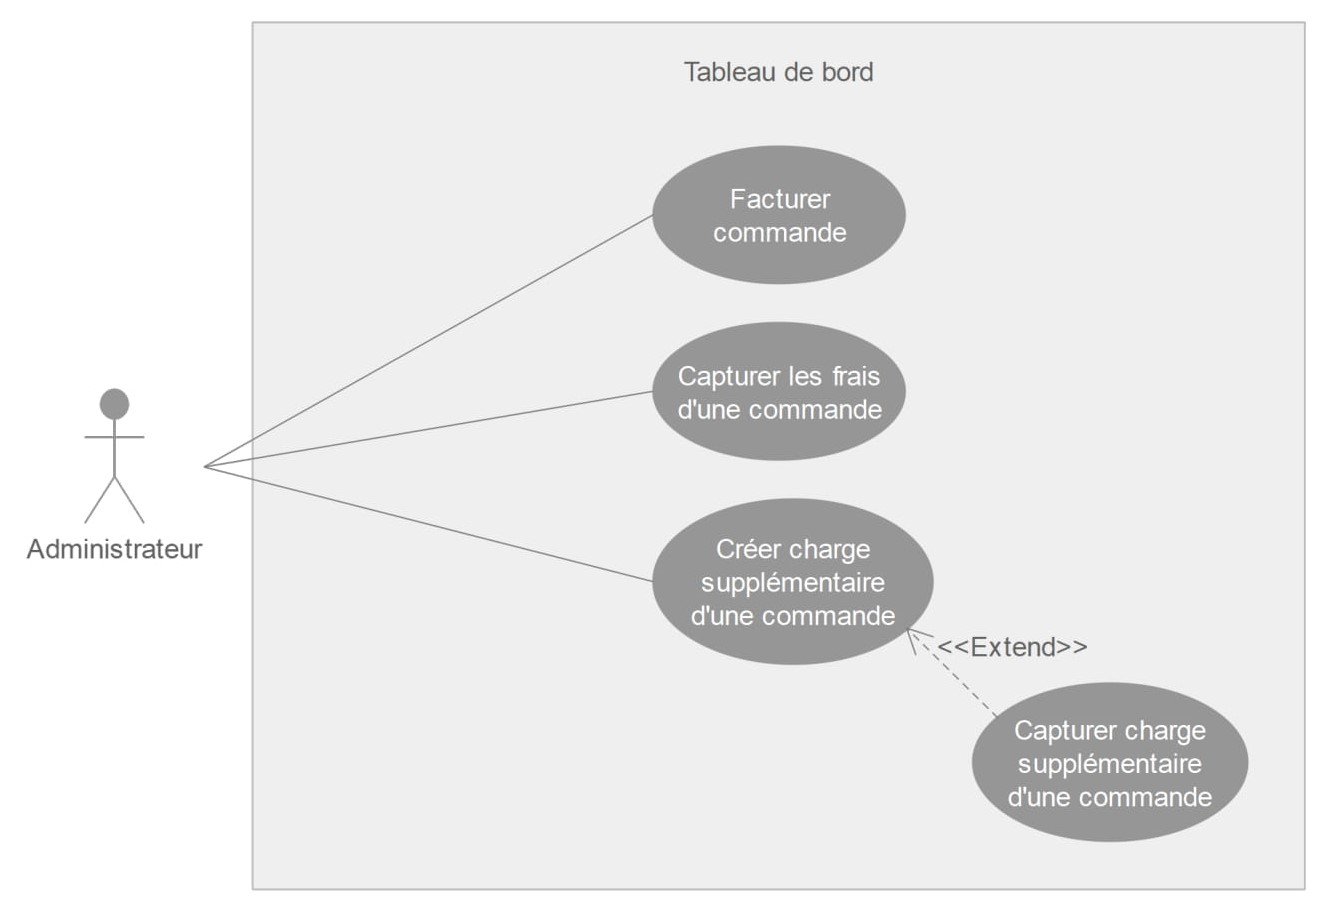 Tableau de bord
Facturer
commande
Capturer les frais
d'une commande
Administrateur
Créer charge
supplémentaire
d'une commande
<<Extend>>
Capturer charge
supplémentaire
d'une commande